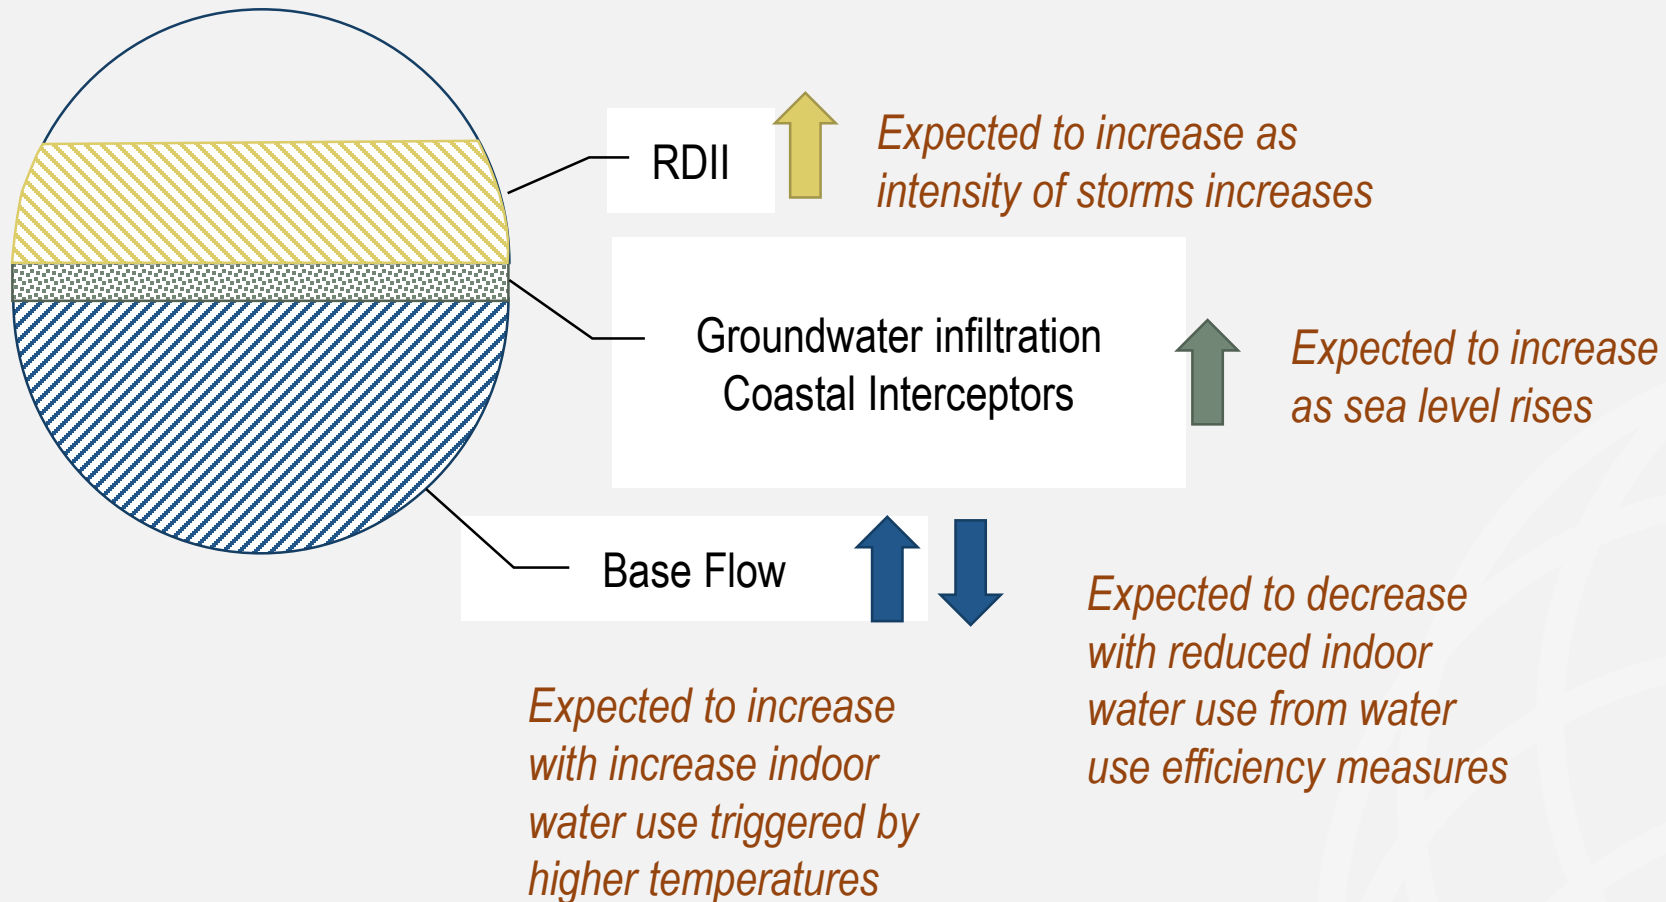 RDII
Expected to increase as
intensity of storms increases
Groundwater infiltration
Coastal Interceptors
Expected to increase
as sea level rises
Base Flow
Expected to decrease
with reduced indoor
water use from water
use efficiency measures
Expected to increase
with increase indoor
water use triggered by
higher temperatures